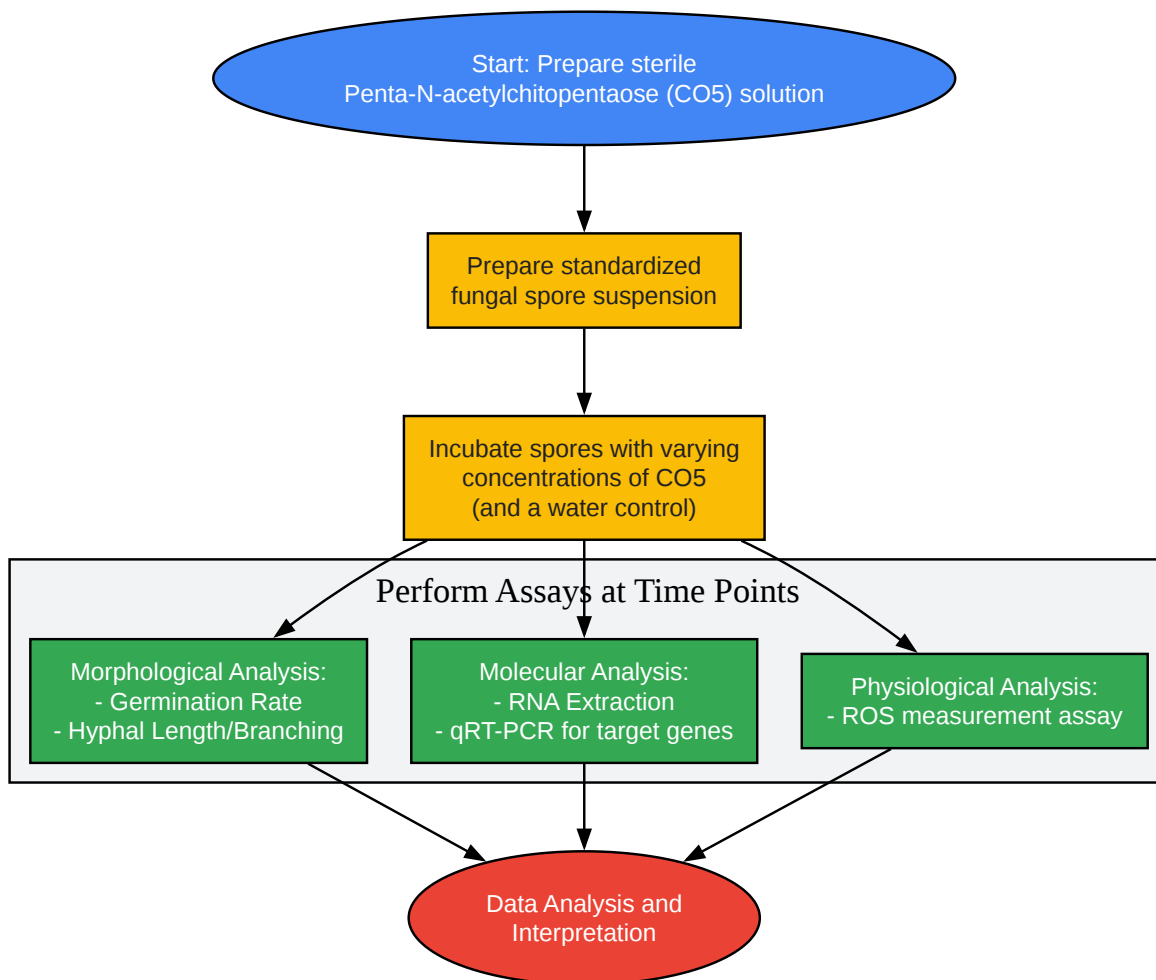 Start: Prepare sterile
Penta-N-acetylchitopentaose (CO5) solution
Prepare standardized
fungal spore suspension
Incubate spores with varying
concentrations of CO5
(and a water control)
Perform Assays at Time Points
Morphological Analysis:
- Germination Rate
- Hyphal Length/Branching
Molecular Analysis:
- RNA Extraction
- qRT-PCR for target genes
Physiological Analysis:
- ROS measurement assay
Data Analysis and
Interpretation